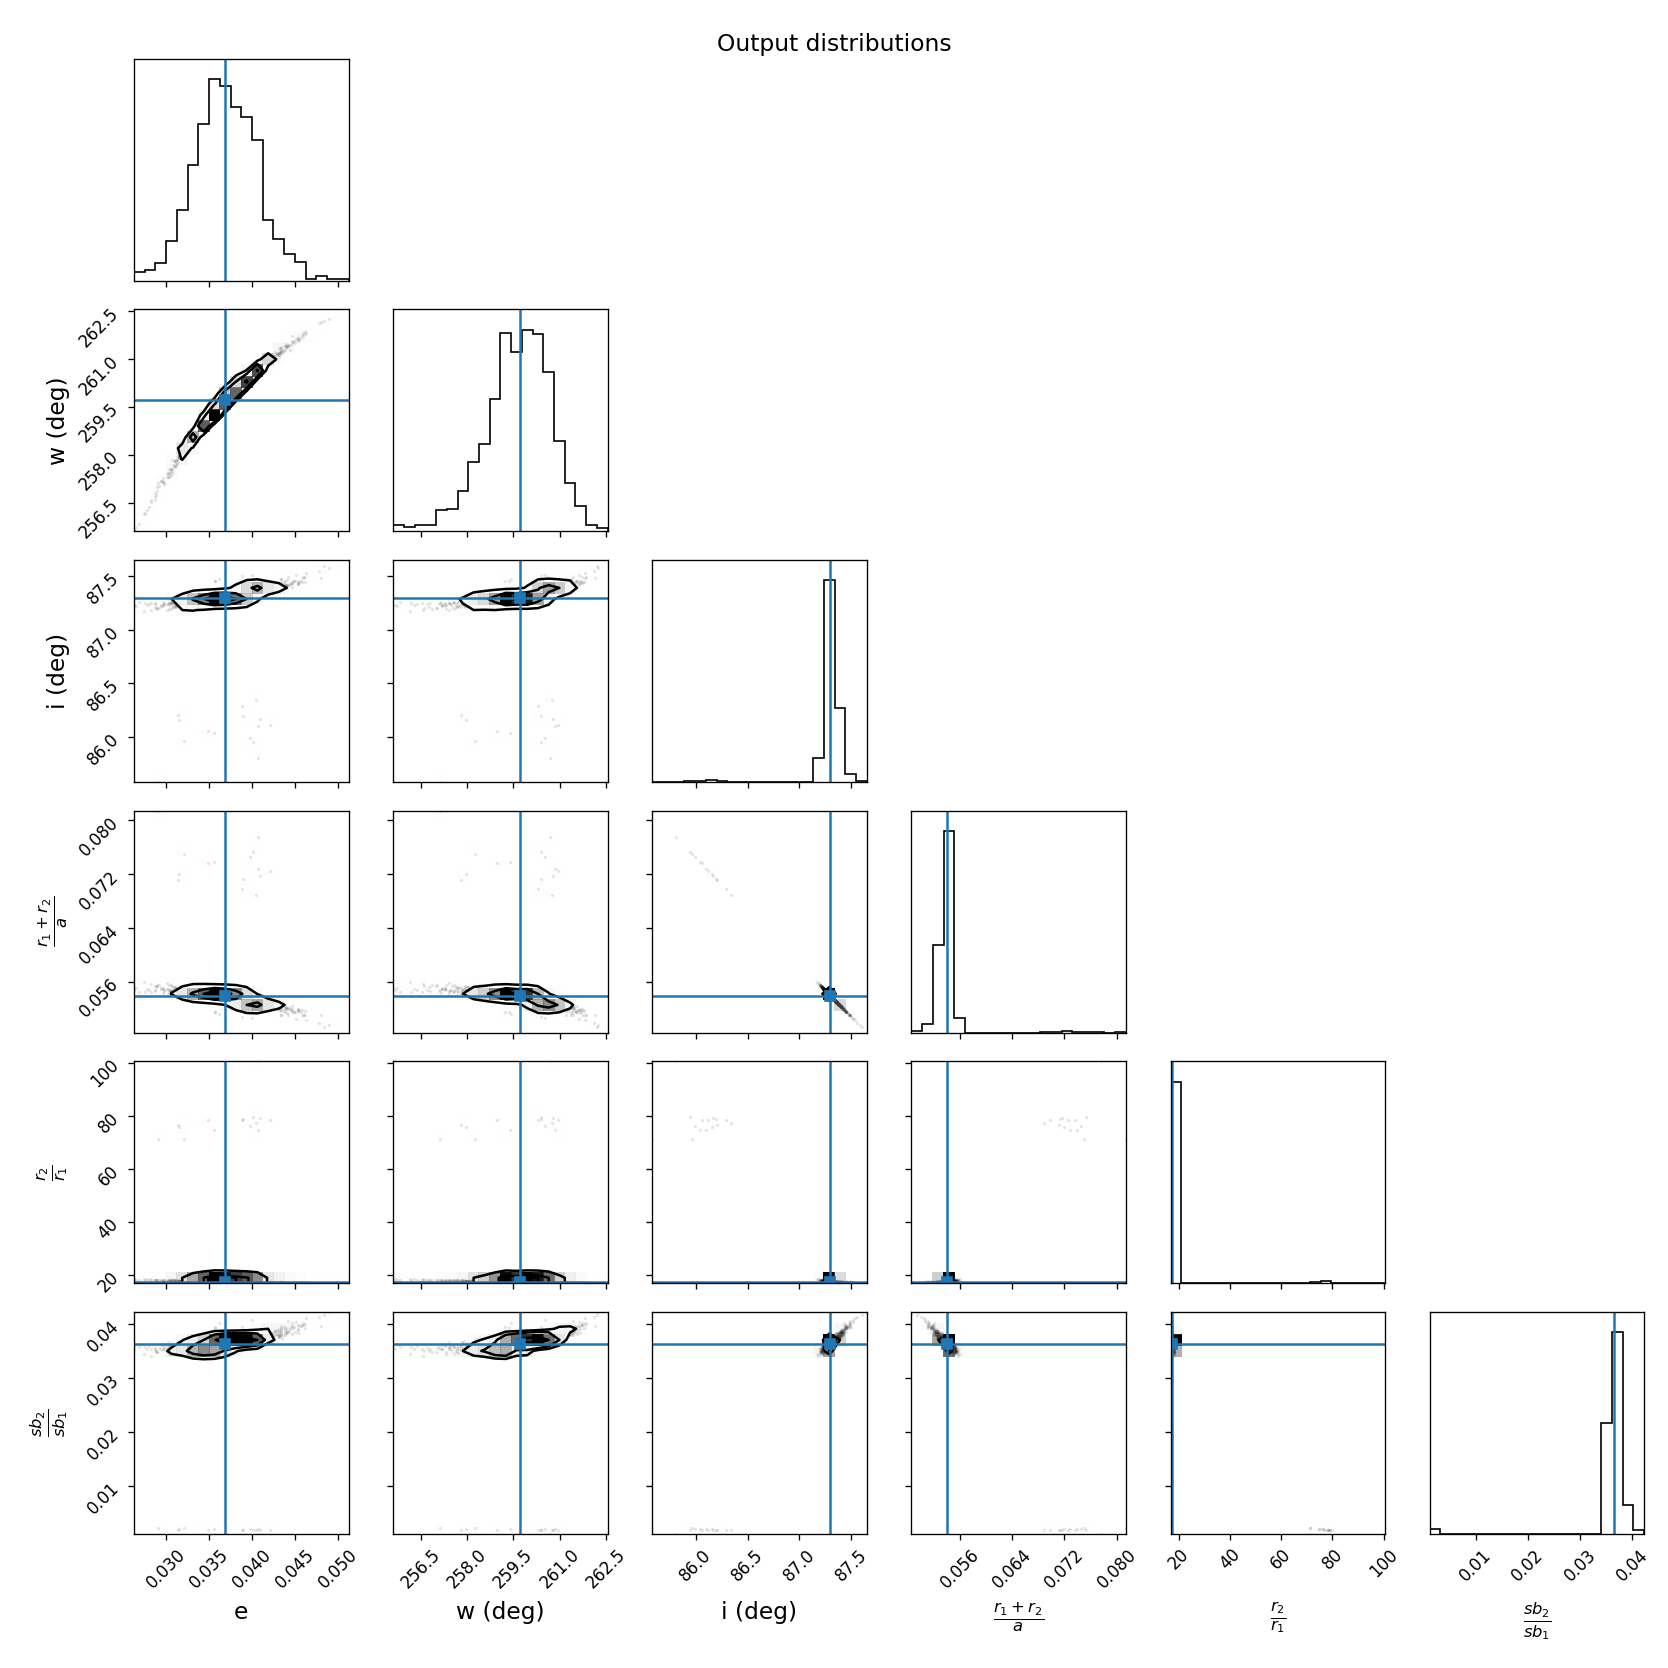 Output distributions
w (deg)
262.5
261.0
259.5
258.0
256.5
i (deg)
87.5
87.0
86.5
86.0
r₁ + r₂
a
0.080
0.072
0.064
0.056
r₂
r₁
100
80
60
40
20
sb₂
sb₁
0.04
0.03
0.02
0.01
0.030 0.035 0.040 0.045 0.050 256.5 258.0 259.5 261.0 262.5 86.0 86.5 87.0 87.5 0.056 0.064 0.072 0.080 20 40 60 80 100 0.01 0.02 0.03 0.04
e w (deg) i (deg)
r₁ + r₂
a
r₂
r₁
sb₂
sb₁